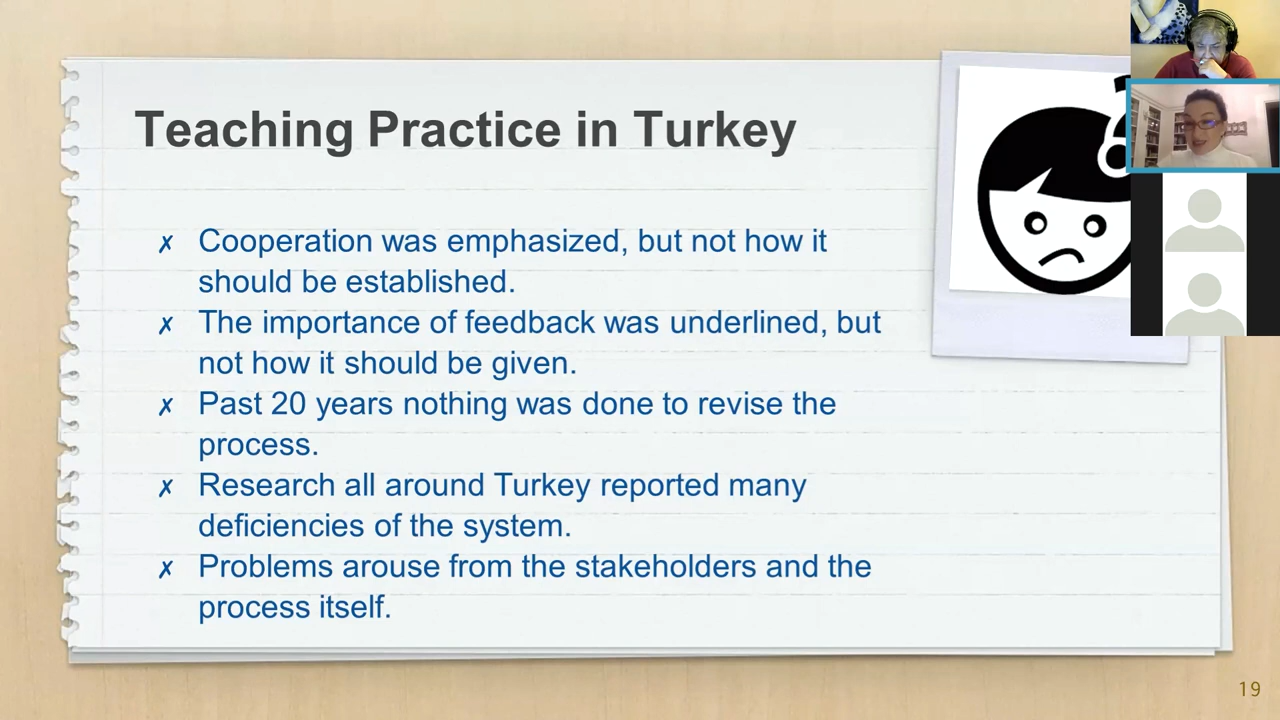 Teaching Practice in Turkey
✗ Cooperation was emphasized, but not how it
should be established.
✗ The importance of feedback was underlined, but
not how it should be given.
✗ Past 20 years nothing was done to revise the
process.
✗ Research all around Turkey reported many
deficiencies of the system.
✗ Problems arouse from the stakeholders and the
process itself.
19